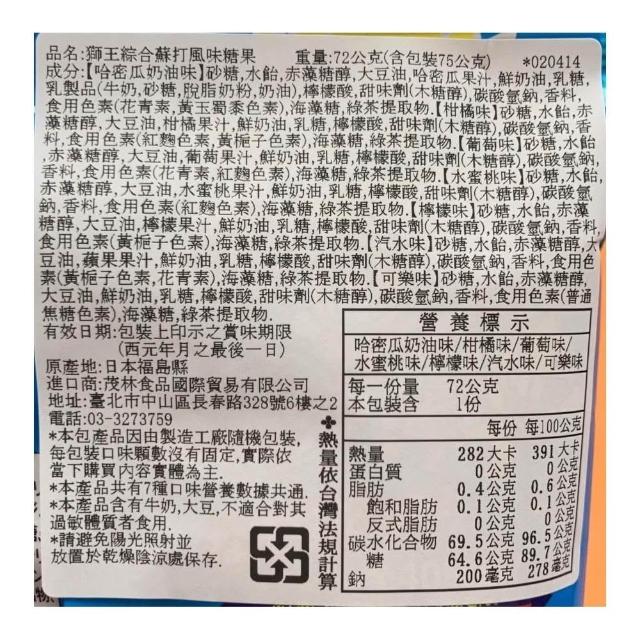 品名:獅王綜合蘇打風味糖果 重量:72公克(含包裝75公克) *020414
成分:【哈密瓜奶油味】砂糖,水飴,赤藻糖醇,大豆油,哈密瓜果汁,鮮奶油,乳糖,
乳製品(牛奶,砂糖,脫脂奶粉,奶油),檸檬酸,甜味劑(木糖醇),碳酸氫鈉,香料,
食用色素(花青素,黃玉蜀黍色素),海藻糖,綠茶提取物.【柑橘味】砂糖,水飴,赤
藻糖醇,大豆油,柑橘果汁,鮮奶油,乳糖,檸檬酸,甜味劑(木糖醇),碳酸氫鈉,香
料,食用色素(紅麴色素,黃梔子色素),海藻糖,綠茶提取物.【葡萄味】砂糖,水飴
,赤藻糖醇,大豆油,葡萄果汁,鮮奶油,乳糖,檸檬酸,甜味劑(木糖醇),碳酸氫鈉,
香料,食用色素(花青素,紅麴色素),海藻糖,綠茶提取物.【水蜜桃味】砂糖,水飴,
赤藻糖醇,大豆油,水蜜桃果汁,鮮奶油,乳糖,檸檬酸,甜味劑(木糖醇),碳酸氫
鈉,香料,食用色素(紅麴色素),海藻糖,綠茶提取物.【檸檬味】砂糖,水飴,赤藻
糖醇,大豆油,檸檬果汁,鮮奶油,乳糖,檸檬酸,甜味劑(木糖醇),碳酸氫鈉,香料,
食用色素(黃梔子色素),海藻糖,綠茶提取物.【汽水味】砂糖,水飴,赤藻糖醇,大
豆油,蘋果果汁,鮮奶油,乳糖,檸檬酸,甜味劑(木糖醇),碳酸氫鈉,香料,食用色
素(黃梔子色素,花青素),海藻糖,綠茶提取物.【可樂味】砂糖,水飴,赤藻糖醇,
大豆油,鮮奶油,乳糖,檸檬酸,甜味劑(木糖醇),碳酸氫鈉,香料,食用色素(普通
焦糖色素),海藻糖,綠茶提取物.
有效日期:包裝上印示之賞味期限
(西元年月之最後一日)
原產地:日本福島縣
進口商:茂林食品國際貿易有限公司
地址:臺北市中山區長春路328號6樓之2
電話:03-3273759
*本包產品因由製造工廠隨機包裝,
每包裝口味顆數沒有固定,實際依
當下購買內容實體為主.
*本產品共有7種口味營養數據共通.
*本產品含有牛奶,大豆,不適合對其
過敏體質者食用.
*請避免陽光照射並
放置於乾燥陰涼處保存.
✤熱量依台灣法規計算
營養標示
哈密瓜奶油味/柑橘味/葡萄味/
水蜜桃味/檸檬味/汽水味/可樂味
每一份量 72公克
本包裝含 1份
每份 每100公克
熱量 282大卡 391大卡
蛋白質 0公克 0公克
脂肪 0.4公克 0.6公克
飽和脂肪 0.1公克 0.1公克
反式脂肪 0公克 0公克
碳水化合物 69.5公克 96.5公克
糖 64.6公克 89.7公克
鈉 200毫克 278毫克